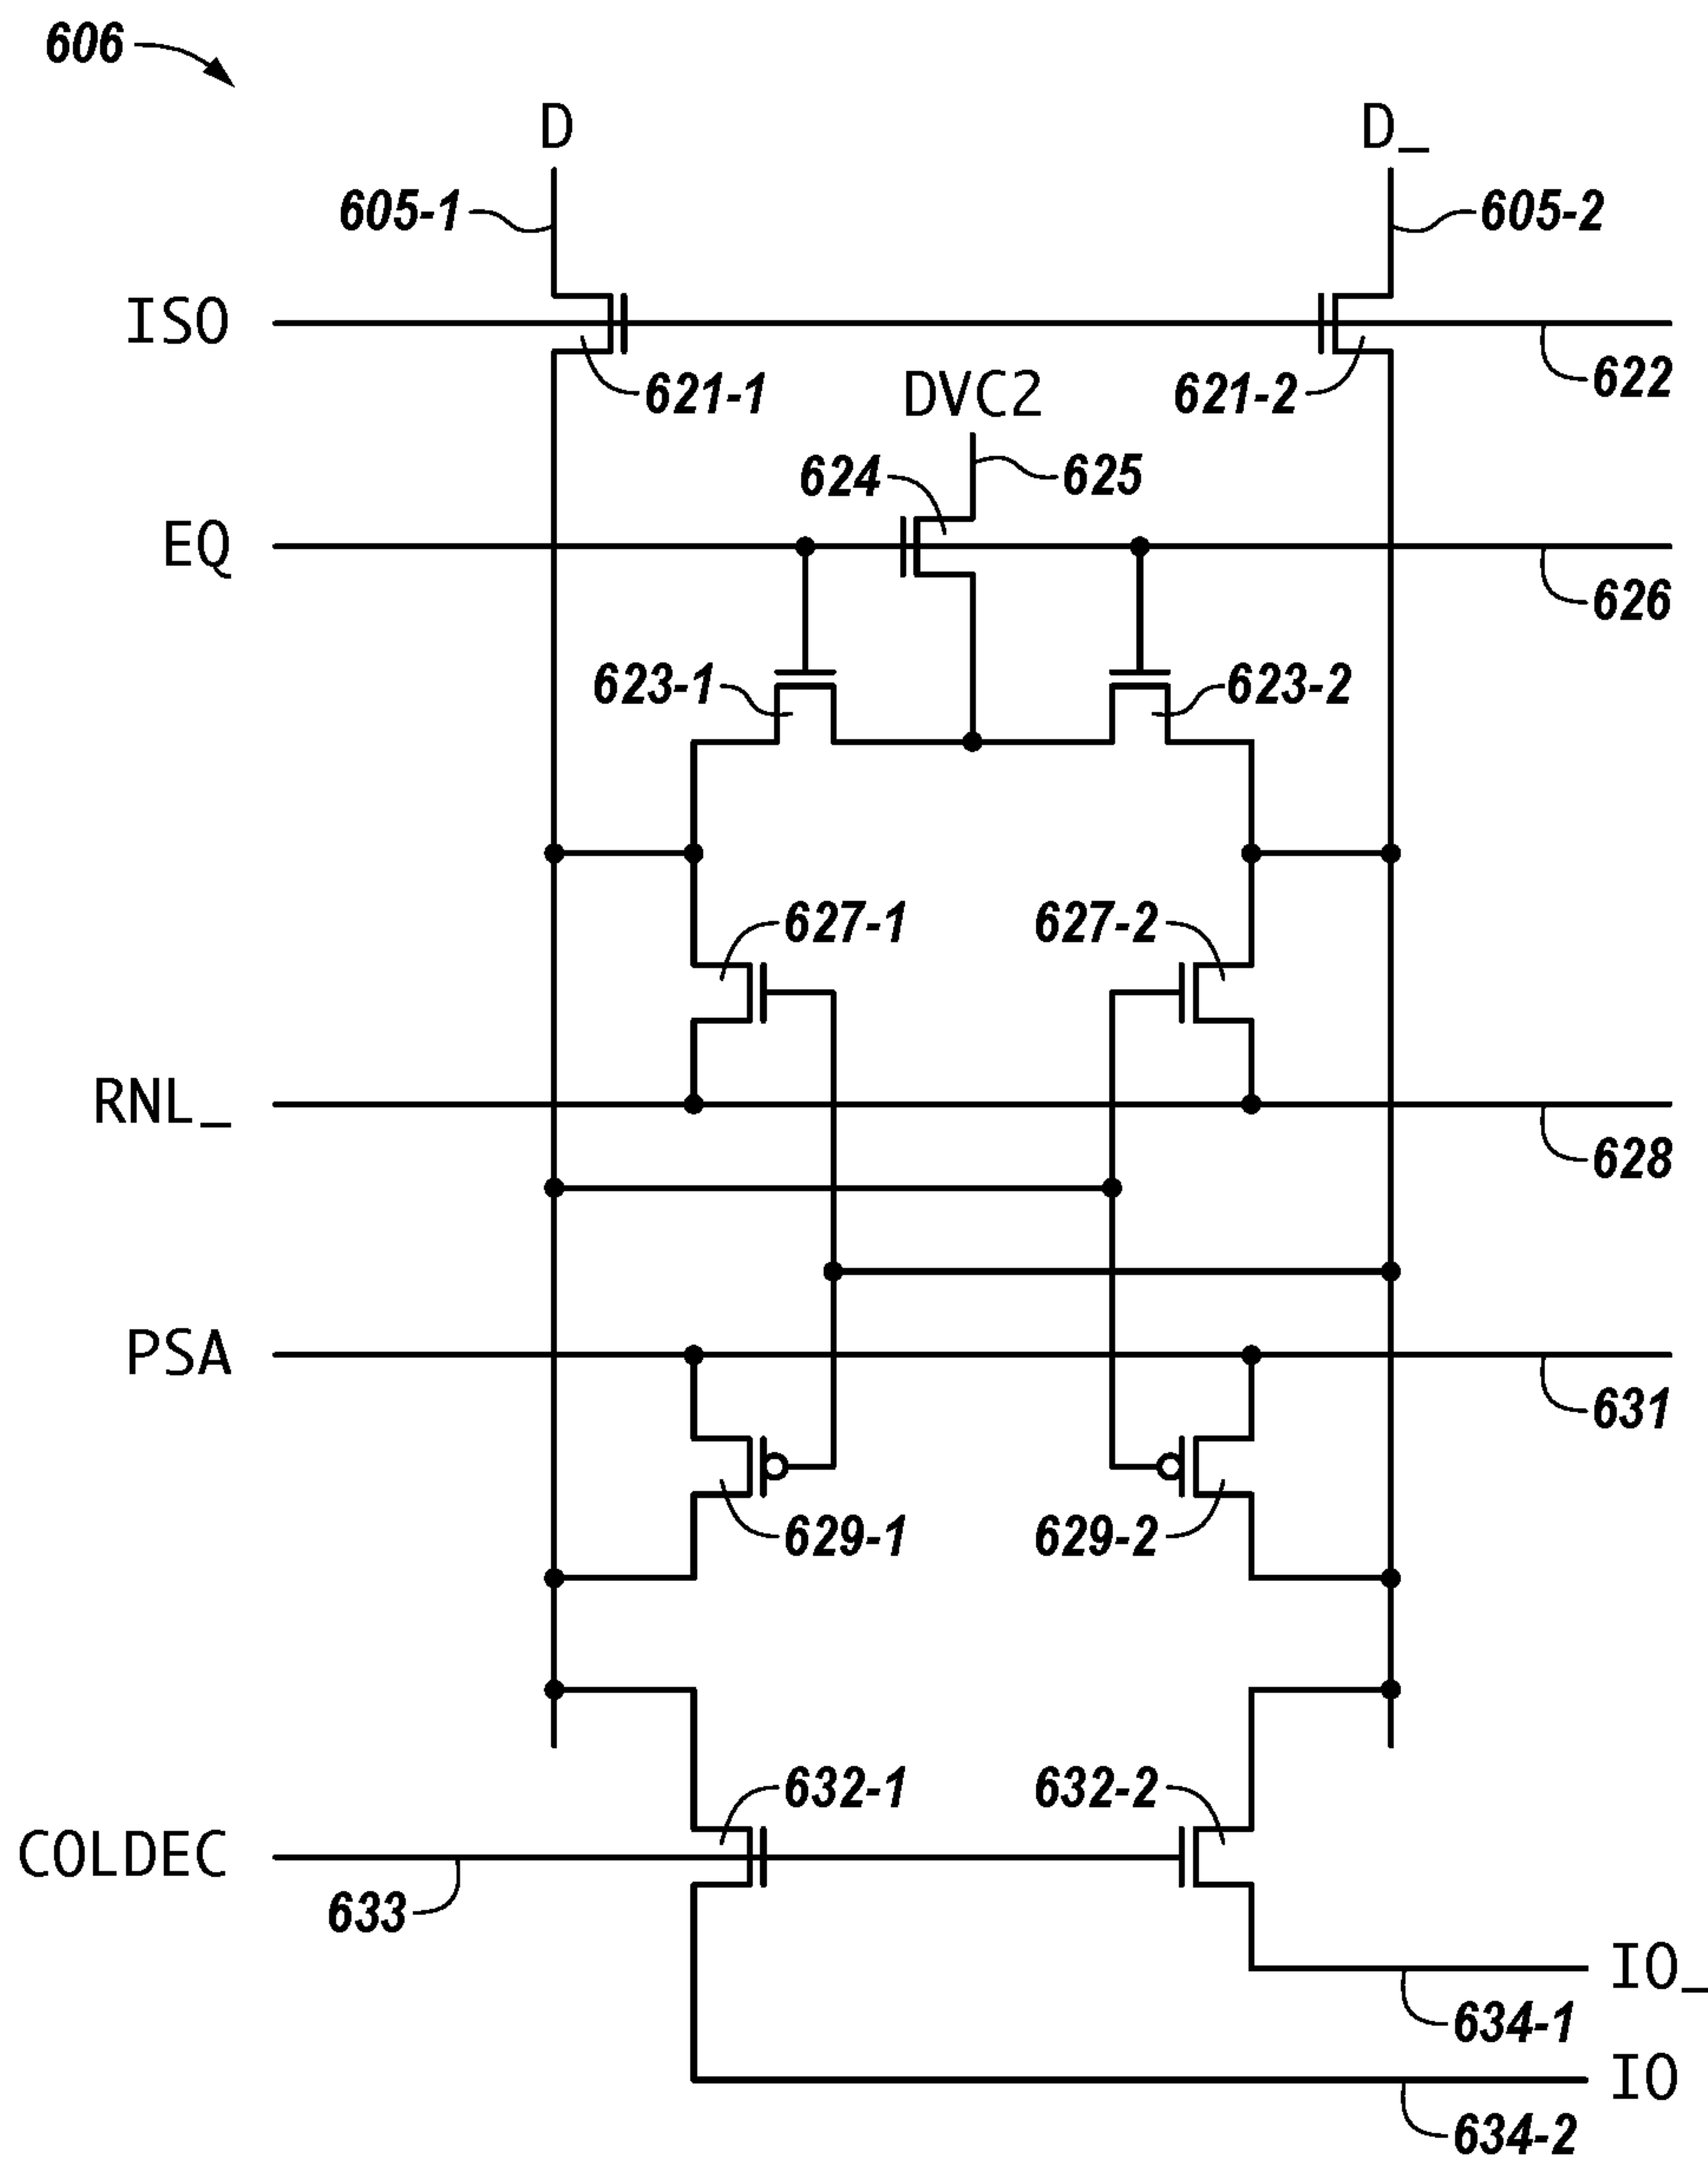 606
D D_
605-1 605-2
ISO
621-1 621-2 622
DVC2
624 625
EQ
626
623-1 623-2
627-1 627-2
RNL_
628
PSA
631
629-1 629-2
632-1 632-2
COLDEC
633
IO_
634-1
IO
634-2